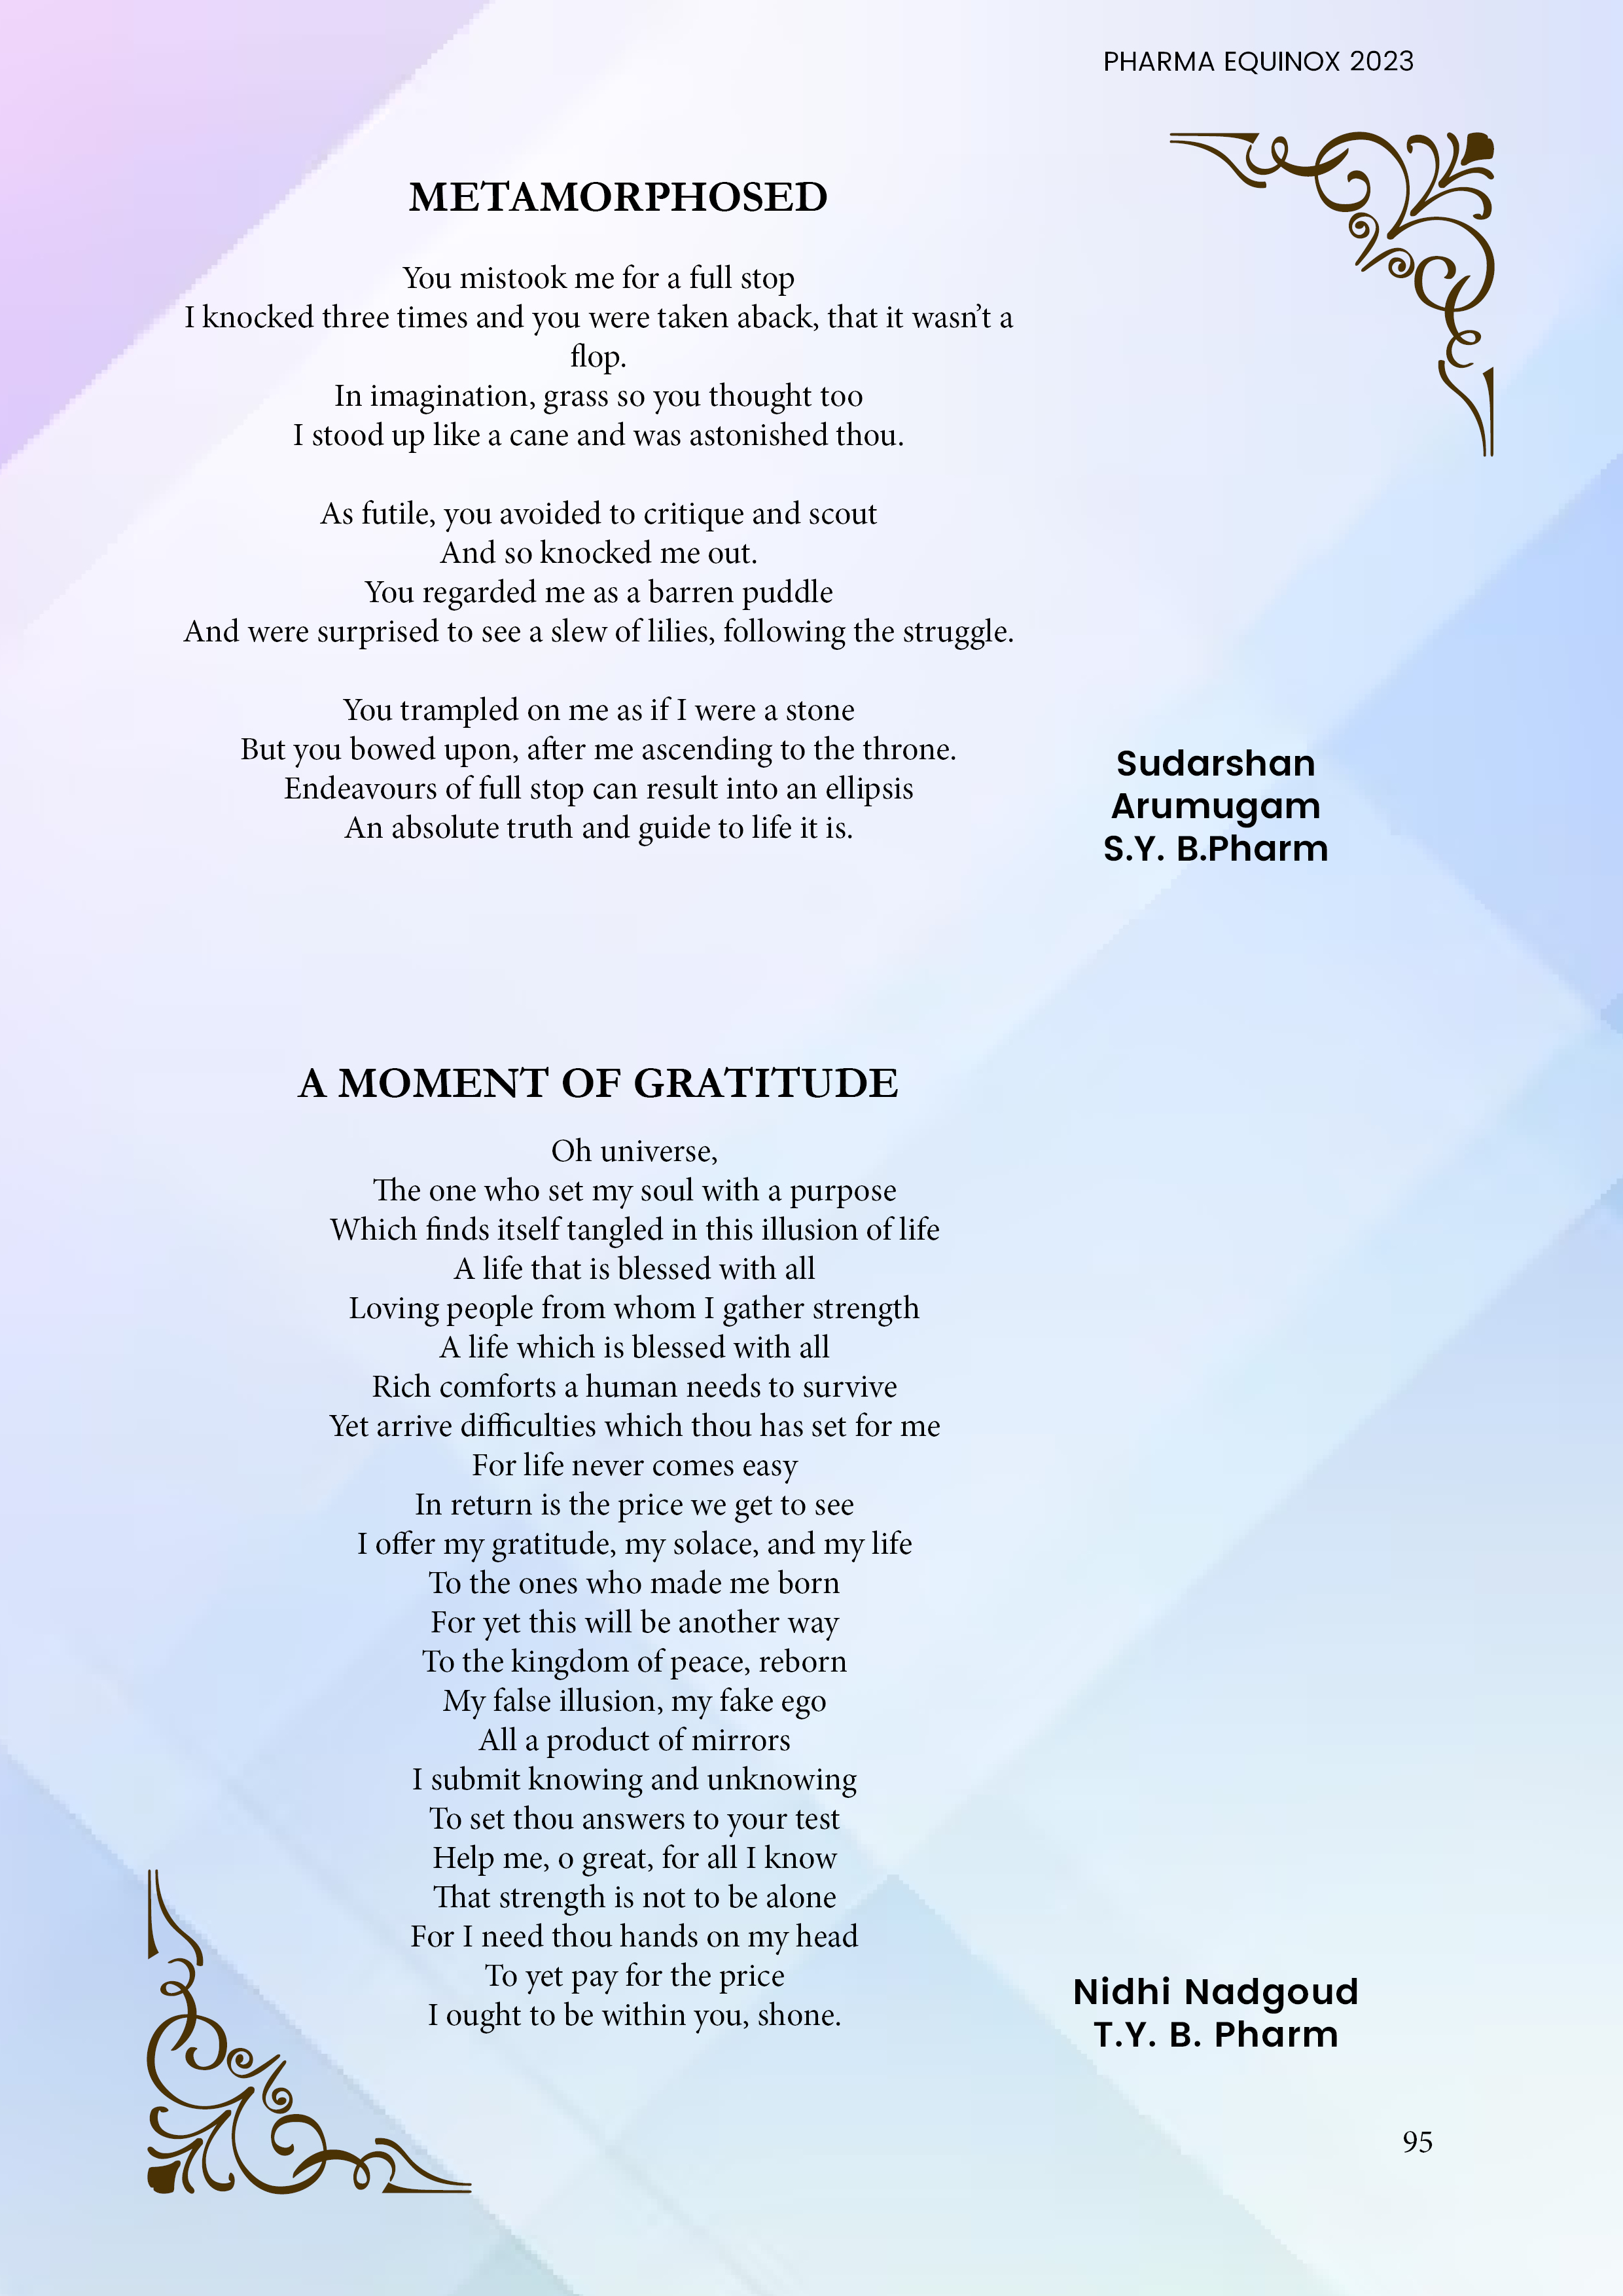 PHARMA EQUINOX 2023
METAMORPHOSED
You mistook me for a full stop
I knocked three times and you were taken aback, that it wasn’t a
flop.
In imagination, grass so you thought too
I stood up like a cane and was astonished thou.
As futile, you avoided to critique and scout
And so knocked me out.
You regarded me as a barren puddle
And were surprised to see a slew of lilies, following the struggle.
You trampled on me as if I were a stone
But you bowed upon, after me ascending to the throne.
Endeavours of full stop can result into an ellipsis
An absolute truth and guide to life it is.
Sudarshan
Arumugam
S.Y. B.Pharm
A MOMENT OF GRATITUDE
Oh universe,
The one who set my soul with a purpose
Which finds itself tangled in this illusion of life
A life that is blessed with all
Loving people from whom I gather strength
A life which is blessed with all
Rich comforts a human needs to survive
Yet arrive difficulties which thou has set for me
For life never comes easy
In return is the price we get to see
I offer my gratitude, my solace, and my life
To the ones who made me born
For yet this will be another way
To the kingdom of peace, reborn
My false illusion, my fake ego
All a product of mirrors
I submit knowing and unknowing
To set thou answers to your test
Help me, o great, for all I know
That strength is not to be alone
For I need thou hands on my head
To yet pay for the price
I ought to be within you, shone.
Nidhi Nadgoud
T.Y. B. Pharm
95